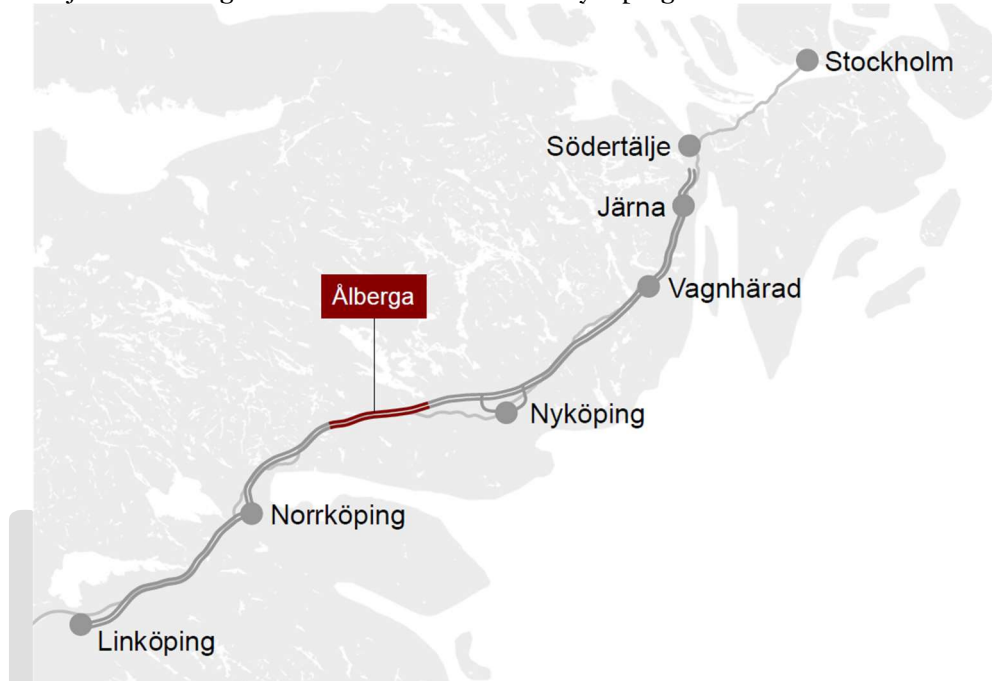 Stockholm
Södertälje
Järna
Vagnhärad
Ålberga
Nyköping
Norrköping
Linköping